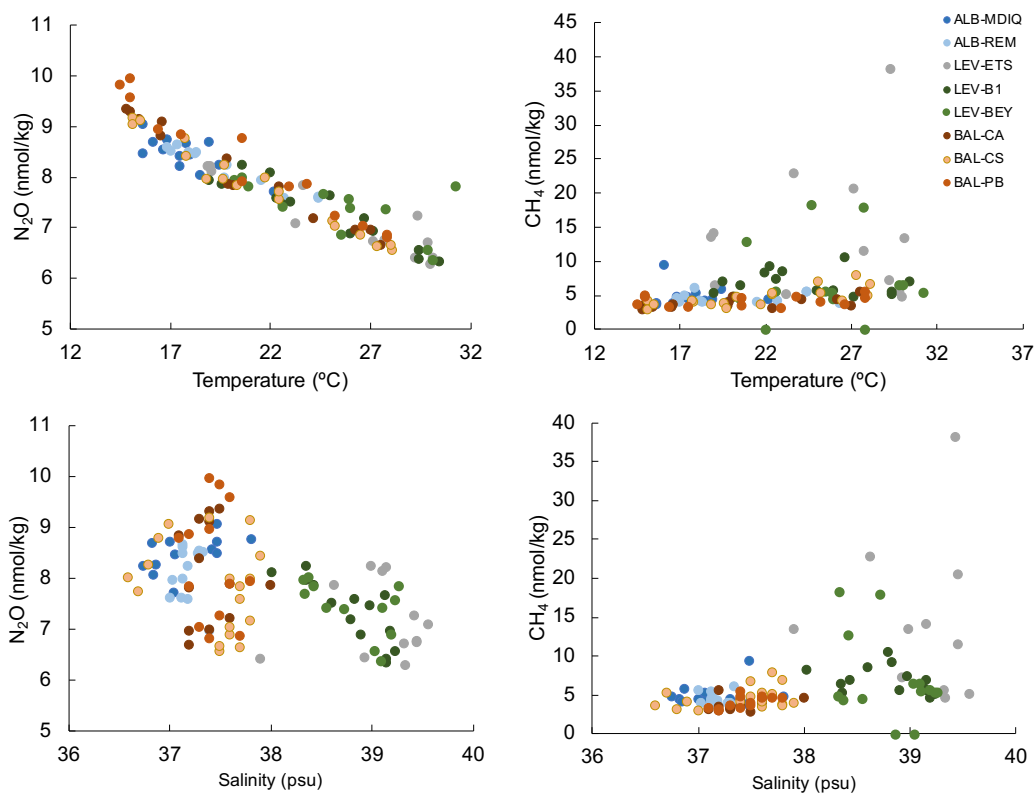 11
10
9
8
7
6
5
N₂O (nmol/kg)
12 17 22 27 32
Temperature (ºC)
40
35
30
25
20
15
10
5
0
CH₄ (nmol/kg)
12 17 22 27 32 37
Temperature (ºC)
ALB-MDIQ
ALB-REM
LEV-ETS
LEV-B1
LEV-BEY
BAL-CA
BAL-CS
BAL-PB
11
10
9
8
7
6
5
N₂O (nmol/kg)
36 37 38 39 40
Salinity (psu)
40
35
30
25
20
15
10
5
0
CH₄ (nmol/kg)
36 37 38 39 40
Salinity (psu)